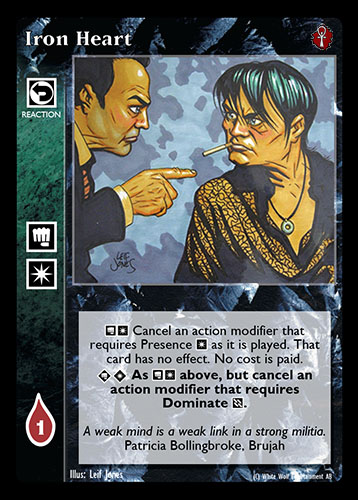 Iron Heart
REACTION
LEIF
JONES
Cancel an action modifier that
requires Presence as it is played. That
card has no effect. No cost is paid.
As above, but cancel an
action modifier that requires
Dominate .
A weak mind is a weak link in a strong militia.
Patricia Bollingbroke, Brujah
1
Illus: Leif Jones
(C) White Wolf Entertainment AB